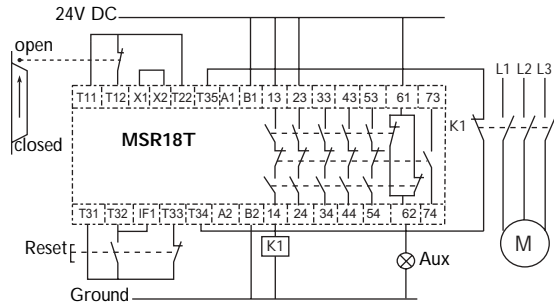 24V DC
open
closed
T11 T12 X1 X2 T22 T35 A1 B1 13 23 33 43 53 61 73
MSR18T
K1
L1 L2 L3
T31 T32 IF1 T33 T34 A2 B2 14 24 34 44 54 62 74
Reset
K1
Aux
M
Ground